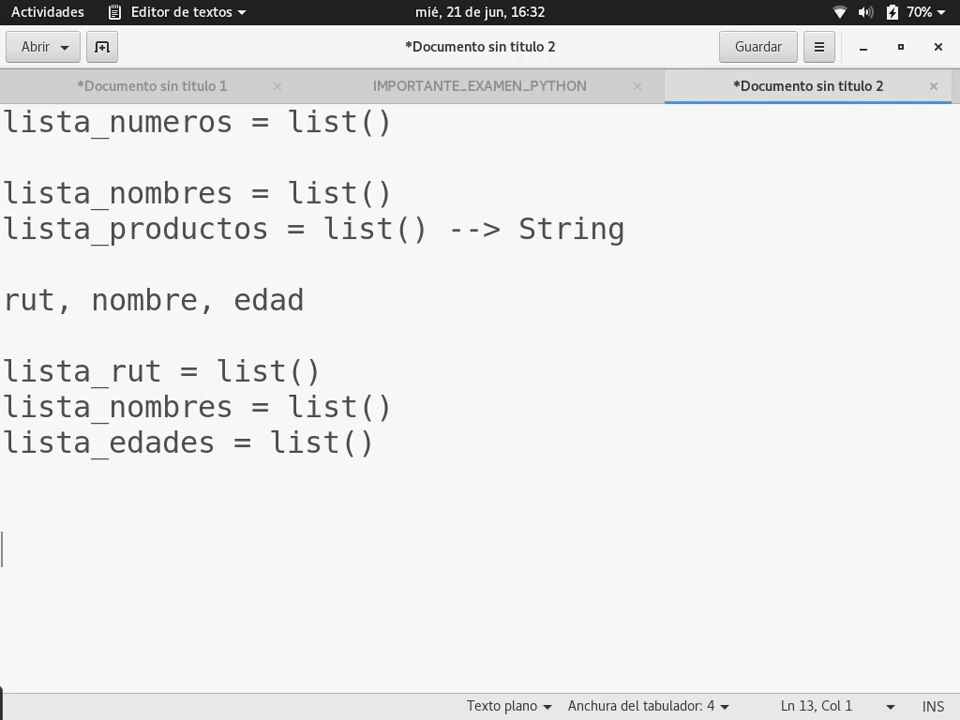 Actividades Editor de textos mié, 21 de jun, 16:32 70%
Abrir *Documento sin título 2 Guardar
*Documento sin título 1 IMPORTANTE_EXAMEN_PYTHON *Documento sin título 2
lista_numeros = list()
lista_nombres = list()
lista_productos = list() --> String
rut, nombre, edad
lista_rut = list()
lista_nombres = list()
lista_edades = list()
Texto plano Anchura del tabulador: 4 Ln 13, Col 1 INS